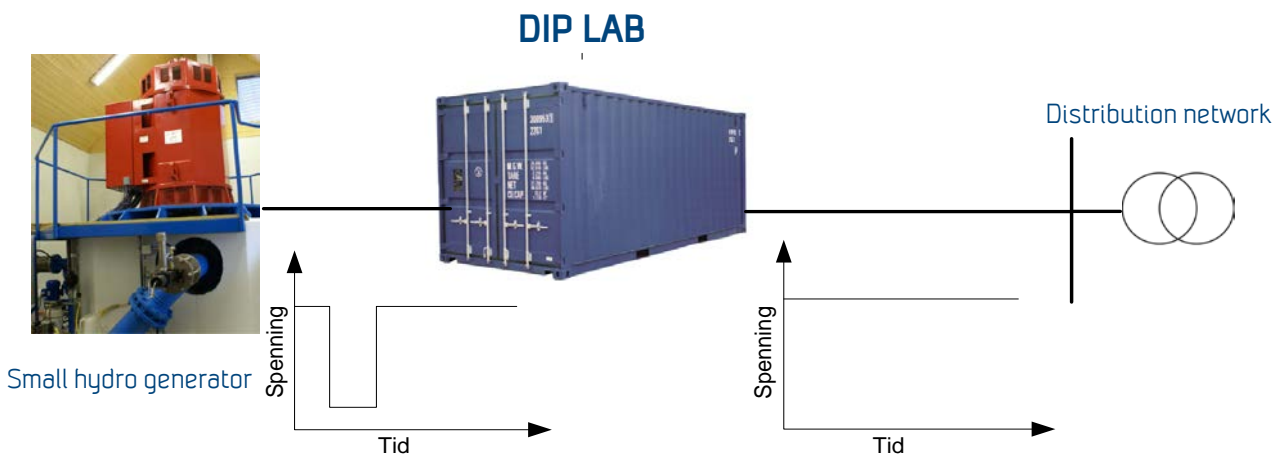 DIP LAB
Distribution network
Small hydro generator
Spenning
Tid
Spenning
Tid